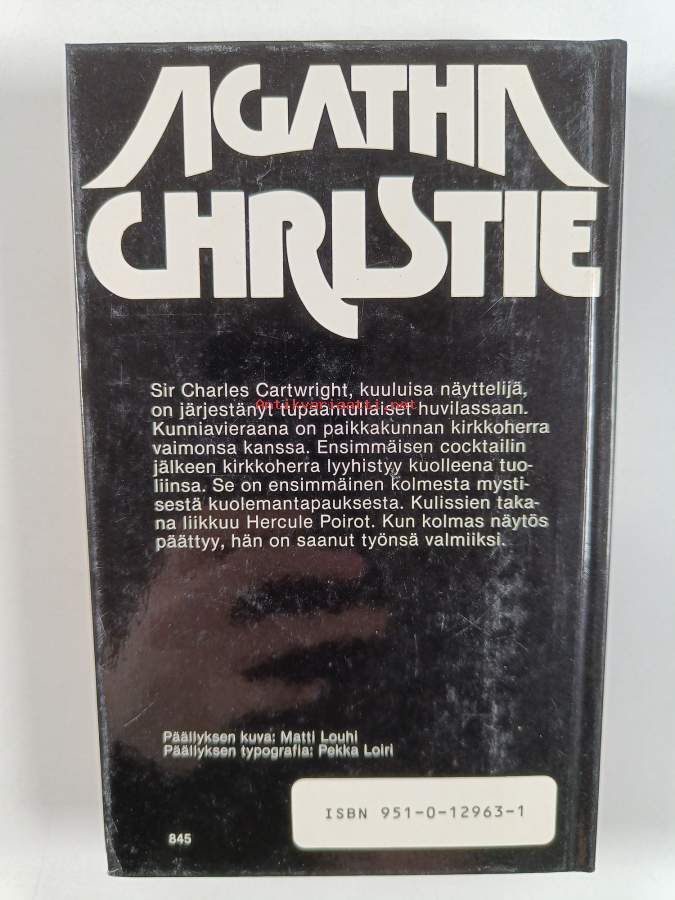 AGATHA
CHRISTIE
Sir Charles Cartwright, kuuluisa näyttelijä,
on järjestänyt tupaantuliaiset huvilassaan.
Antikvariaatti.net
Kunniavieraana on paikkakunnan kirkkoherra
vaimonsa kanssa. Ensimmäisen cocktailin
jälkeen kirkkoherra lyyhistyy kuolleena tuo-
liinsa. Se on ensimmäinen kolmesta mysti-
sestä kuolemantapauksesta. Kulissien taka-
na liikkuu Hercule Poirot. Kun kolmas näytös
päättyy, hän on saanut työnsä valmiiksi.
Päällyksen kuva: Matti Louhi
Päällyksen typografia: Pekka Loiri
ISBN 951-0-12963-1
845